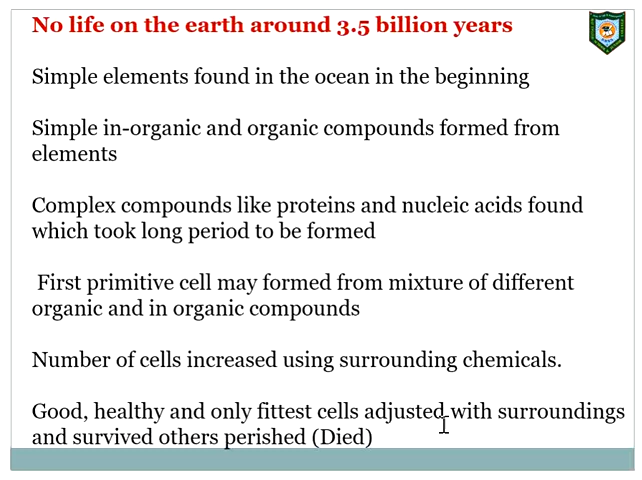 No life on the earth around 3.5 billion years
Simple elements found in the ocean in the beginning
Simple in-organic and organic compounds formed from
elements
Complex compounds like proteins and nucleic acids found
which took long period to be formed
First primitive cell may formed from mixture of different
organic and in organic compounds
Number of cells increased using surrounding chemicals.
Good, healthy and only fittest cells adjusted with surroundings
and survived others perished (Died)